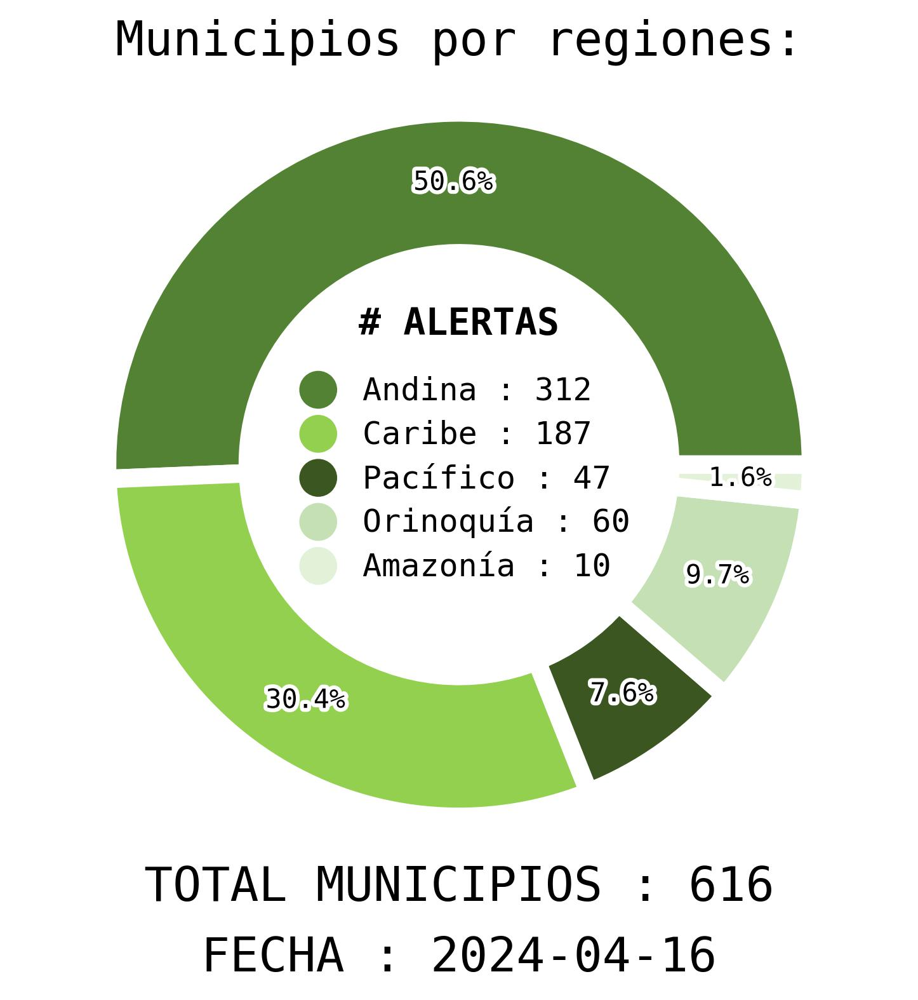 Municipios por regiones:
50.6%
# ALERTAS
Andina : 312
Caribe : 187
Pacífico : 47
Orinoquía : 60
Amazonía : 10
1.6%
9.7%
7.6%
30.4%
TOTAL MUNICIPIOS : 616
FECHA : 2024-04-16